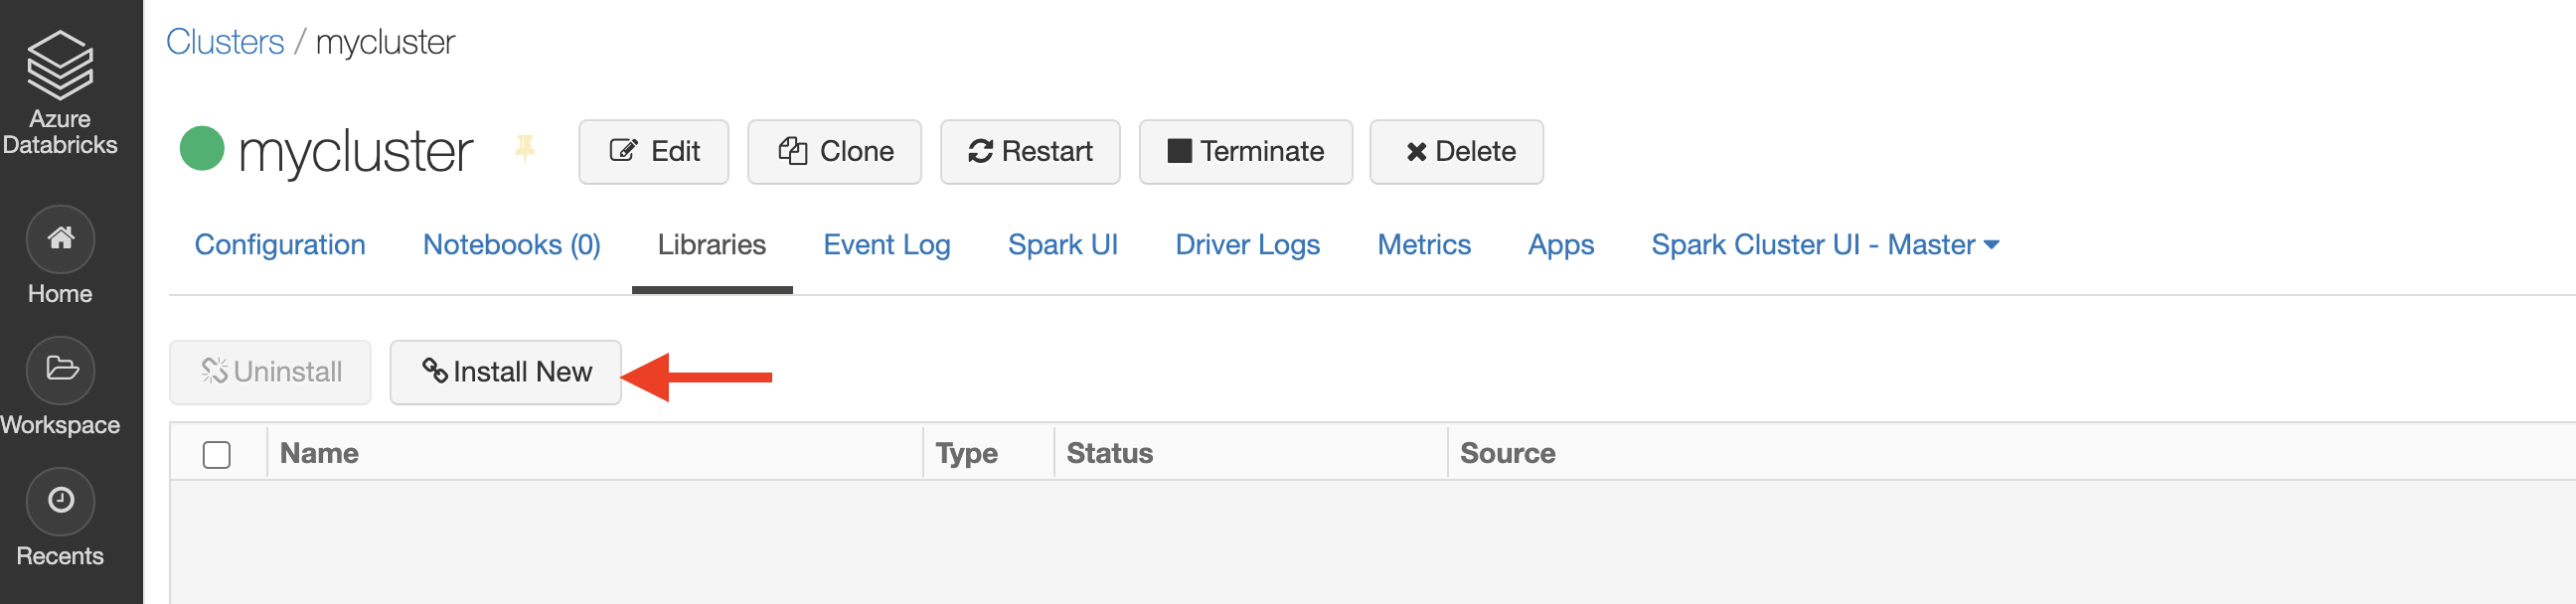 Azure
Databricks
Home
Workspace
Recents
Clusters / mycluster
mycluster Edit Clone Restart Terminate Delete
Configuration Notebooks (0) Libraries Event Log Spark UI Driver Logs Metrics Apps Spark Cluster UI - Master
Uninstall Install New
Name Type Status Source